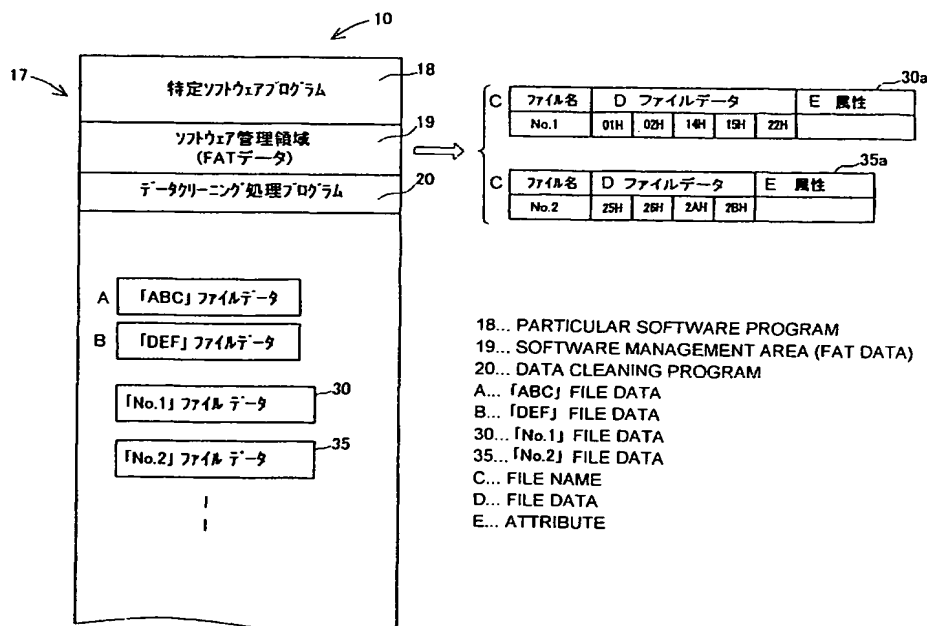 10
17
18
特定ソフトウェアプログラム
19
ソフトウェア管理領域
(FATデータ)
20
データクリーニング処理プログラム
A 「ABC」ファイルデータ
B 「DEF」ファイルデータ
「No.1」ファイルデータ 30
「No.2」ファイルデータ 35
30a
C ファイル名 D ファイルデータ E 属性
No.1 01H 02H 14H 15H 22H
35a
C ファイル名 D ファイルデータ E 属性
No.2 25H 26H 2AH 2BH
18... PARTICULAR SOFTWARE PROGRAM
19... SOFTWARE MANAGEMENT AREA (FAT DATA)
20... DATA CLEANING PROGRAM
A... 「ABC」 FILE DATA
B... 「DEF」 FILE DATA
30... 「No.1」 FILE DATA
35... 「No.2」 FILE DATA
C... FILE NAME
D... FILE DATA
E... ATTRIBUTE